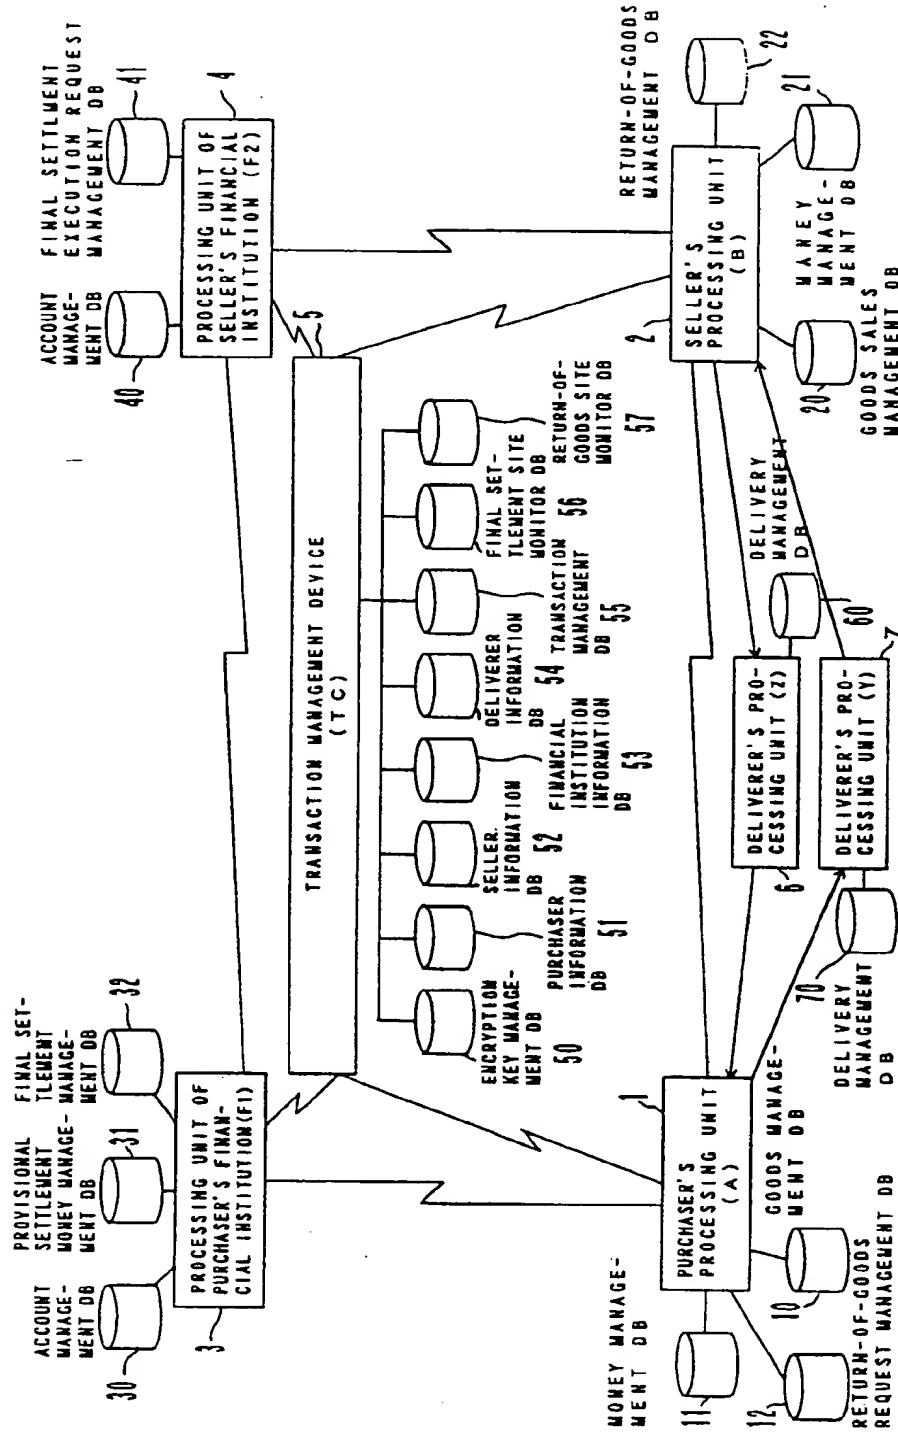 ACCOUNT
MANAGE-
MENT DB
30
PROVISIONAL
SETTLEMENT
MONEY MANAGE-
MENT DB
31
FINAL SET-
TLEMENT
MANAGE-
MENT DB
32
PROCESSING UNIT OF
PURCHASER'S FINAN-
CIAL INSTITUTION(F1)
3
ACCOUNT
MANAGE-
MENT DB
40
FINAL SETTLMENT
EXECUTION REQUEST
MANAGEMENT DB
41
PROCESSING UNIT OF
SELLER'S FINANCIAL
INSTITUTION (F2)
4
TRANSACTION MANAGEMENT DEVICE
(TC)
5
ENCRYPTION
KEY MANAGE-
MENT DB
50
PURCHASER
INFORMATION
DB
51
SELLER.
INFORMATION
DB
52
FINANCIAL
INSTITUTION
INFORMATION
DB
53
DELIVERER
INFORMATION
DB
54
TRANSACTION
MANAGEMENT
DB
55
FINAL SET-
TLEMENT SITE
MONITOR DB
56
RETURN-OF-
GOODS SITE
MONITOR DB
57
MONEY MANAGE-
MENT DB
11
PURCHASER'S
PROCESSING UNIT
(A)
1
GOODS MANAGE-
MENT DB
10
12
RETURN-OF-GOODS
REQUEST MANAGEMENT DB
DELIVERER'S PRO-
CESSING UNIT (Z)
6
DELIVERY
MANAGEMENT
DB
60
DELIVERER'S PRO-
CESSING UNIT (Y)
7
70
DELIVERY
MANAGEMENT
DB
RETURN-OF-GOODS
MANAGEMENT DB
22
SELLER'S
PROCESSING UNIT
(B)
2
MANEY
MANAGE-
MENT DB
21
20
GOODS SALES
MANAGEMENT DB